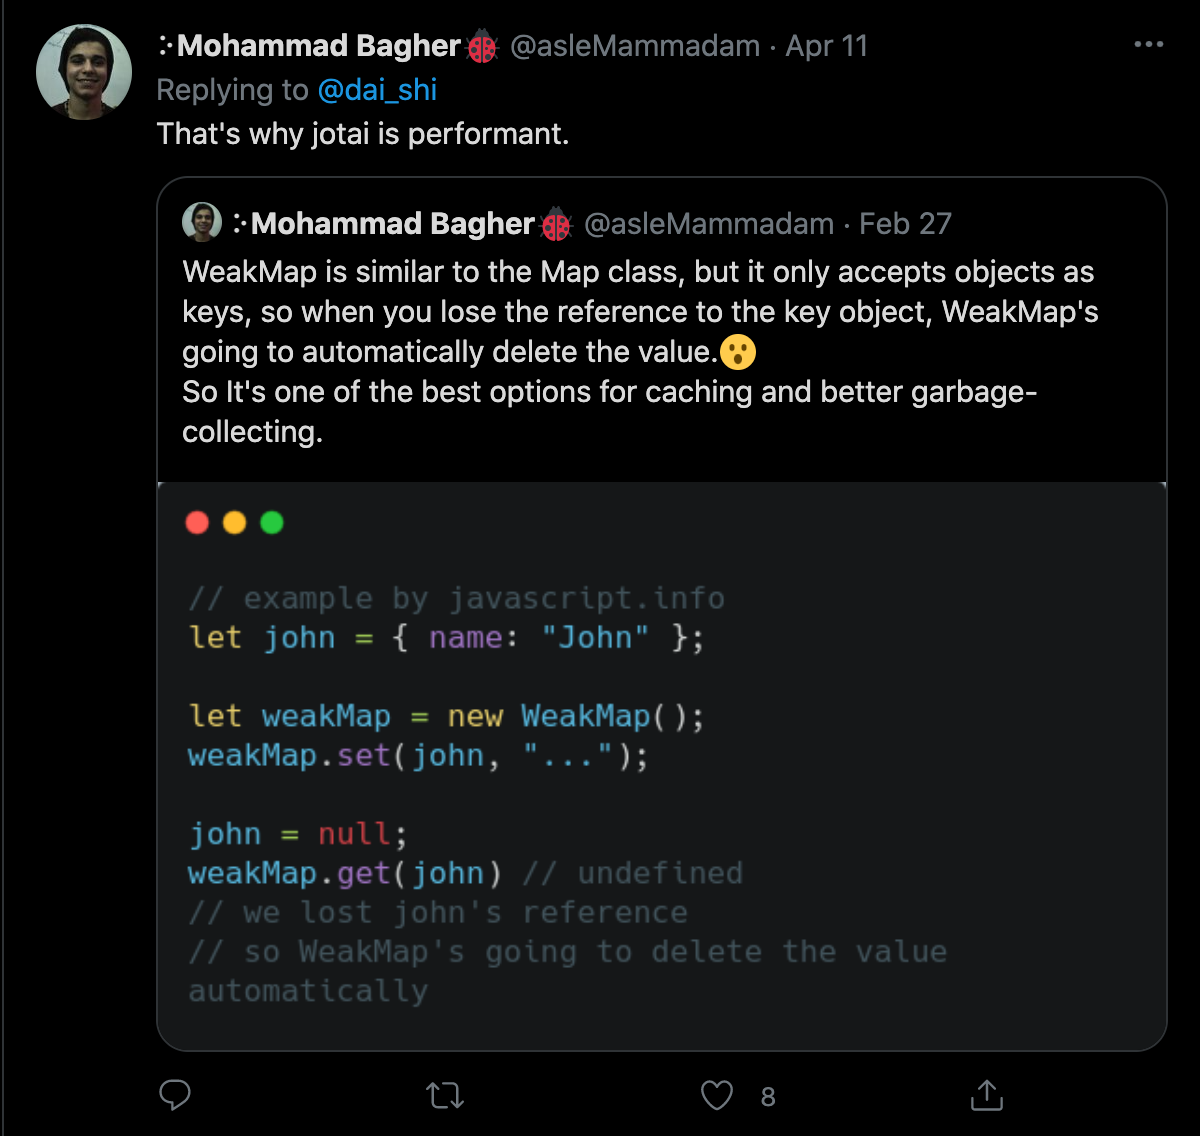 :·Mohammad Bagher🐞 @asleMammadam · Apr 11
Replying to @dai_shi
That's why jotai is performant.
:·Mohammad Bagher🐞 @asleMammadam · Feb 27
WeakMap is similar to the Map class, but it only accepts objects as
keys, so when you lose the reference to the key object, WeakMap's
going to automatically delete the value.😮
So It's one of the best options for caching and better garbage-
collecting.
// example by javascript.info
let john = { name: "John" };
let weakMap = new WeakMap();
weakMap.set(john, "...");
john = null;
weakMap.get(john) // undefined
// we lost john's reference
// so WeakMap's going to delete the value
automatically
8